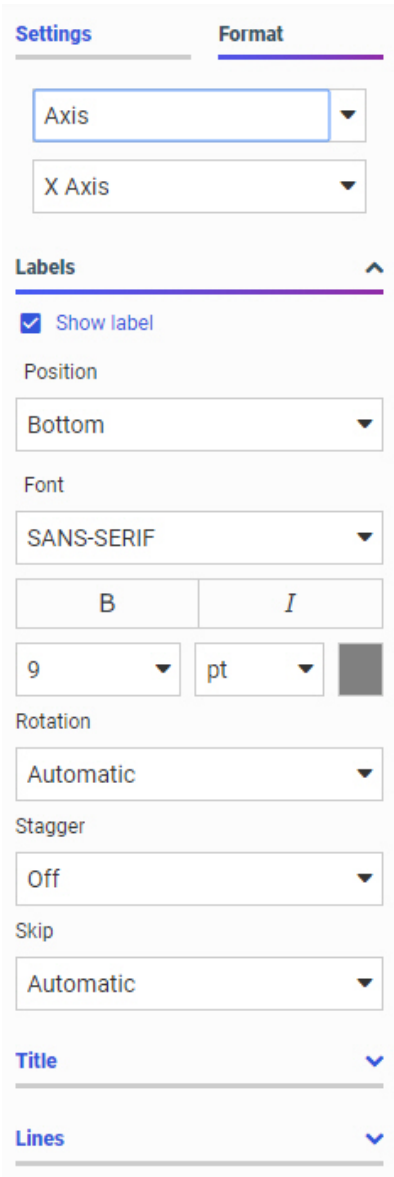 Settings Format
Axis
X Axis
Labels
Show label
Position
Bottom
Font
SANS-SERIF
B I
9 pt
Rotation
Automatic
Stagger
Off
Skip
Automatic
Title
Lines